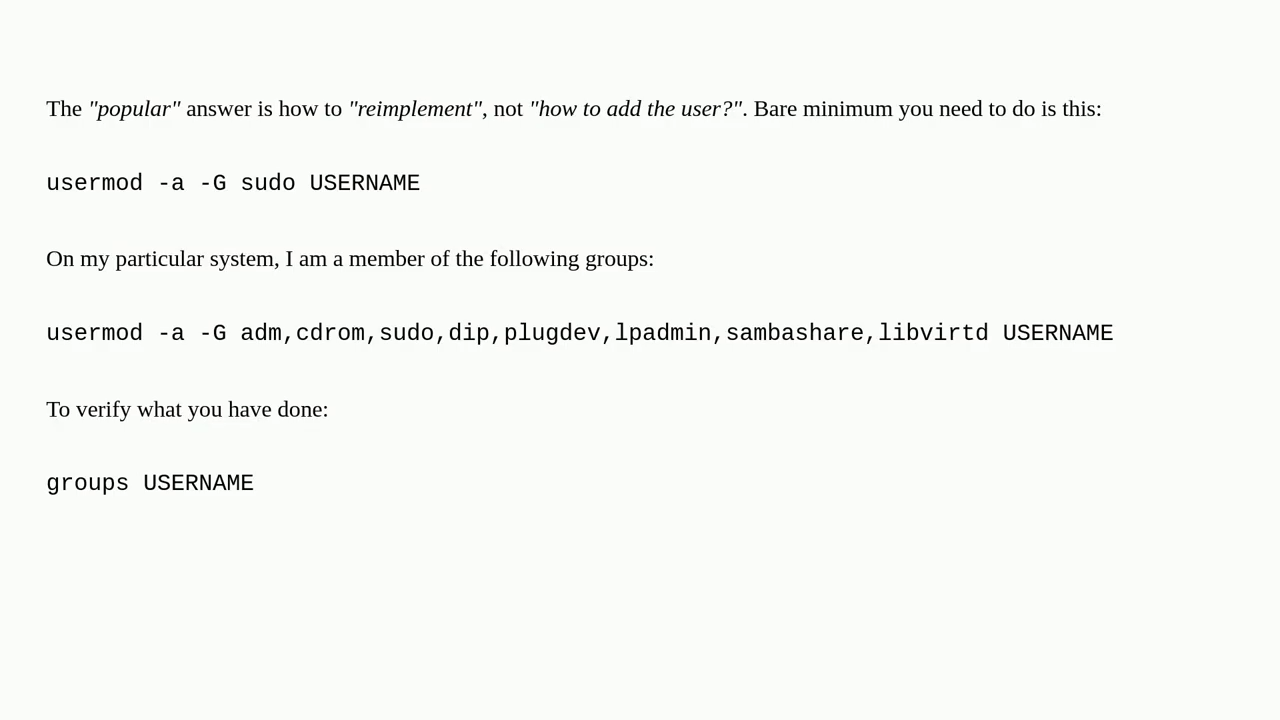 The "popular" answer is how to "reimplement", not "how to add the user?". Bare minimum you need to do is this:
usermod -a -G sudo USERNAME
On my particular system, I am a member of the following groups:
usermod -a -G adm,cdrom,sudo,dip,plugdev,lpadmin,sambashare,libvirtd USERNAME
To verify what you have done:
groups USERNAME